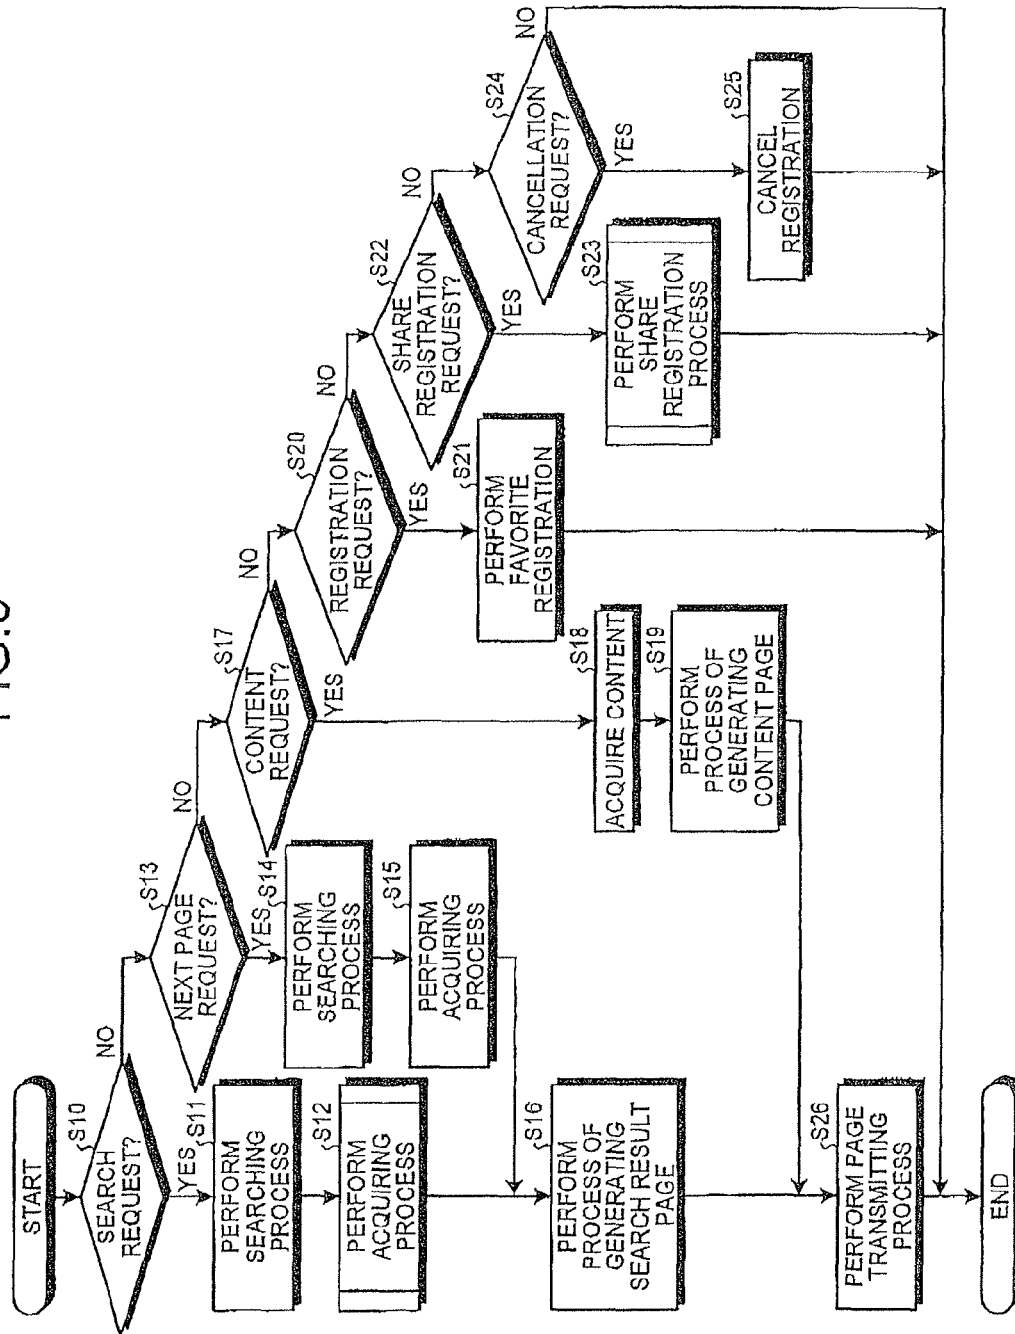 START
S10
SEARCH
REQUEST?
NO
YES
S11
PERFORM
SEARCHING
PROCESS
S12
PERFORM
ACQUIRING
PROCESS
S13
NEXT PAGE
REQUEST?
NO
YES
S14
PERFORM
SEARCHING
PROCESS
S15
PERFORM
ACQUIRING
PROCESS
S16
PERFORM
PROCESS OF
GENERATING
SEARCH RESULT
PAGE
S17
CONTENT
REQUEST?
NO
YES
S18
ACQUIRE CONTENT
S19
PERFORM
PROCESS OF
GENERATING
CONTENT PAGE
S20
REGISTRATION
REQUEST?
NO
YES
S21
PERFORM
FAVORITE
REGISTRATION
S22
SHARE
REGISTRATION
REQUEST?
NO
YES
S23
PERFORM
SHARE
REGISTRATION
PROCESS
S24
CANCELLATION
REQUEST?
NO
YES
S25
CANCEL
REGISTRATION
S26
PERFORM PAGE
TRANSMITTING
PROCESS
END